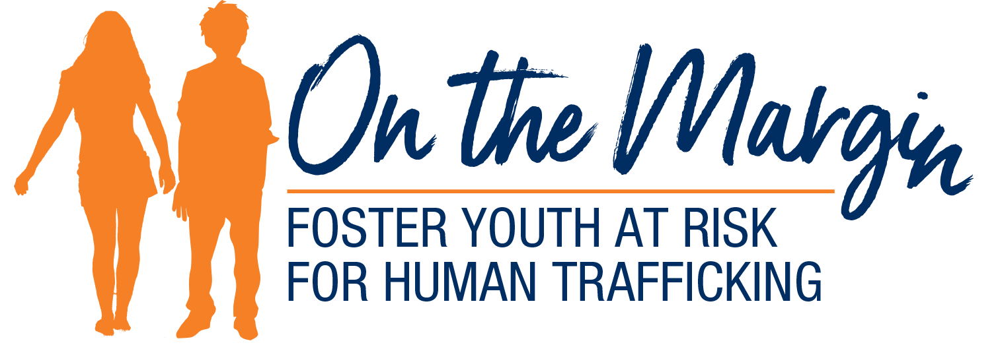 On the Margin
FOSTER YOUTH AT RISK
FOR HUMAN TRAFFICKING